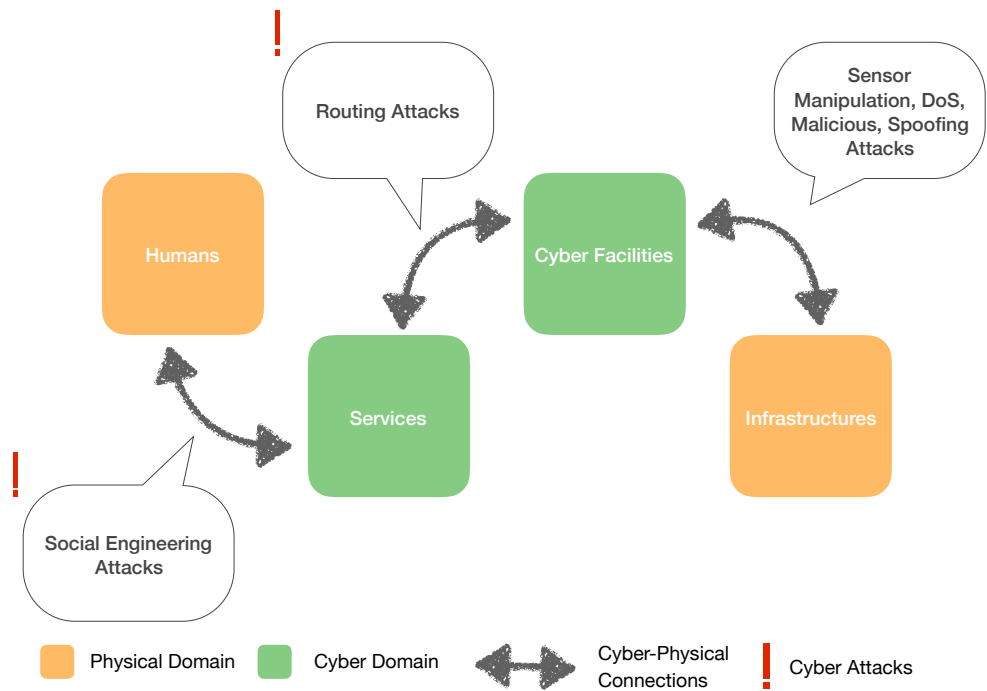 Routing Attacks
Sensor
Manipulation, DoS,
Malicious, Spoofing
Attacks
Humans
Cyber Facilities
Services
Infrastructures
Social Engineering
Attacks
Physical Domain
Cyber Domain
Cyber-Physical
Connections
Cyber Attacks